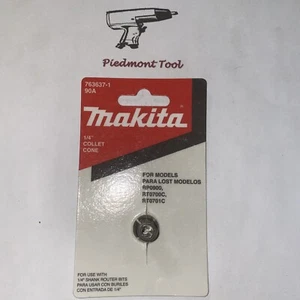 Piedmont Tool
763637-1
90A
makita
1/4"
COLLET
CONE
FOR MODELS
PARA LOST MODELOS
RP0900,
RT0700C,
RT0701C
FOR USE WITH
1/4" SHANK ROUTER BITS
PARA USAR CON BURILES
CON ENTRADA DE 1/4"